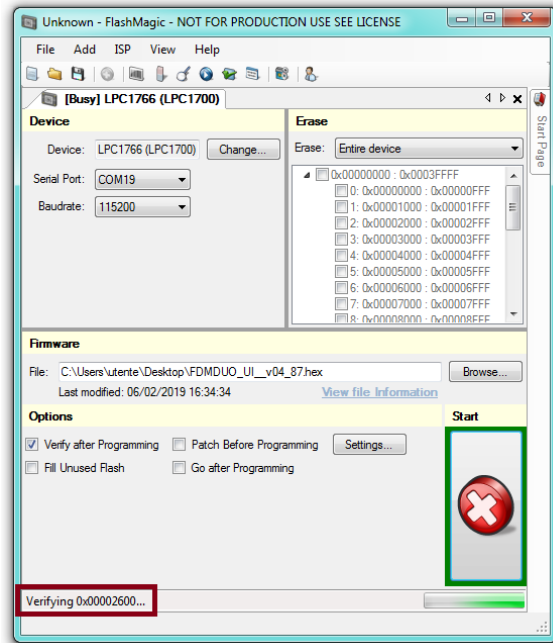 Unknown - FlashMagic - NOT FOR PRODUCTION USE SEE LICENSE
File Add ISP View Help
[Busy] LPC1766 (LPC1700)
Start Page
Device
Device: LPC1766 (LPC1700) Change...
Serial Port: COM19
Baudrate: 115200
Erase
Erase: Entire device
0x00000000 : 0x0003FFFF
0: 0x00000000 : 0x00000FFF
1: 0x00001000 : 0x00001FFF
2: 0x00002000 : 0x00002FFF
3: 0x00003000 : 0x00003FFF
4: 0x00004000 : 0x00004FFF
5: 0x00005000 : 0x00005FFF
6: 0x00006000 : 0x00006FFF
7: 0x00007000 : 0x00007FFF
8: 0x00008000 : 0x00008FFF
Firmware
File: C:\Users\utente\Desktop\FDMDUO_UI__v04_87.hex Browse...
Last modified: 06/02/2019 16:34:34 View file Information
Options
Verify after Programming Patch Before Programming Settings...
Fill Unused Flash Go after Programming
Start
Verifying 0x00002600...